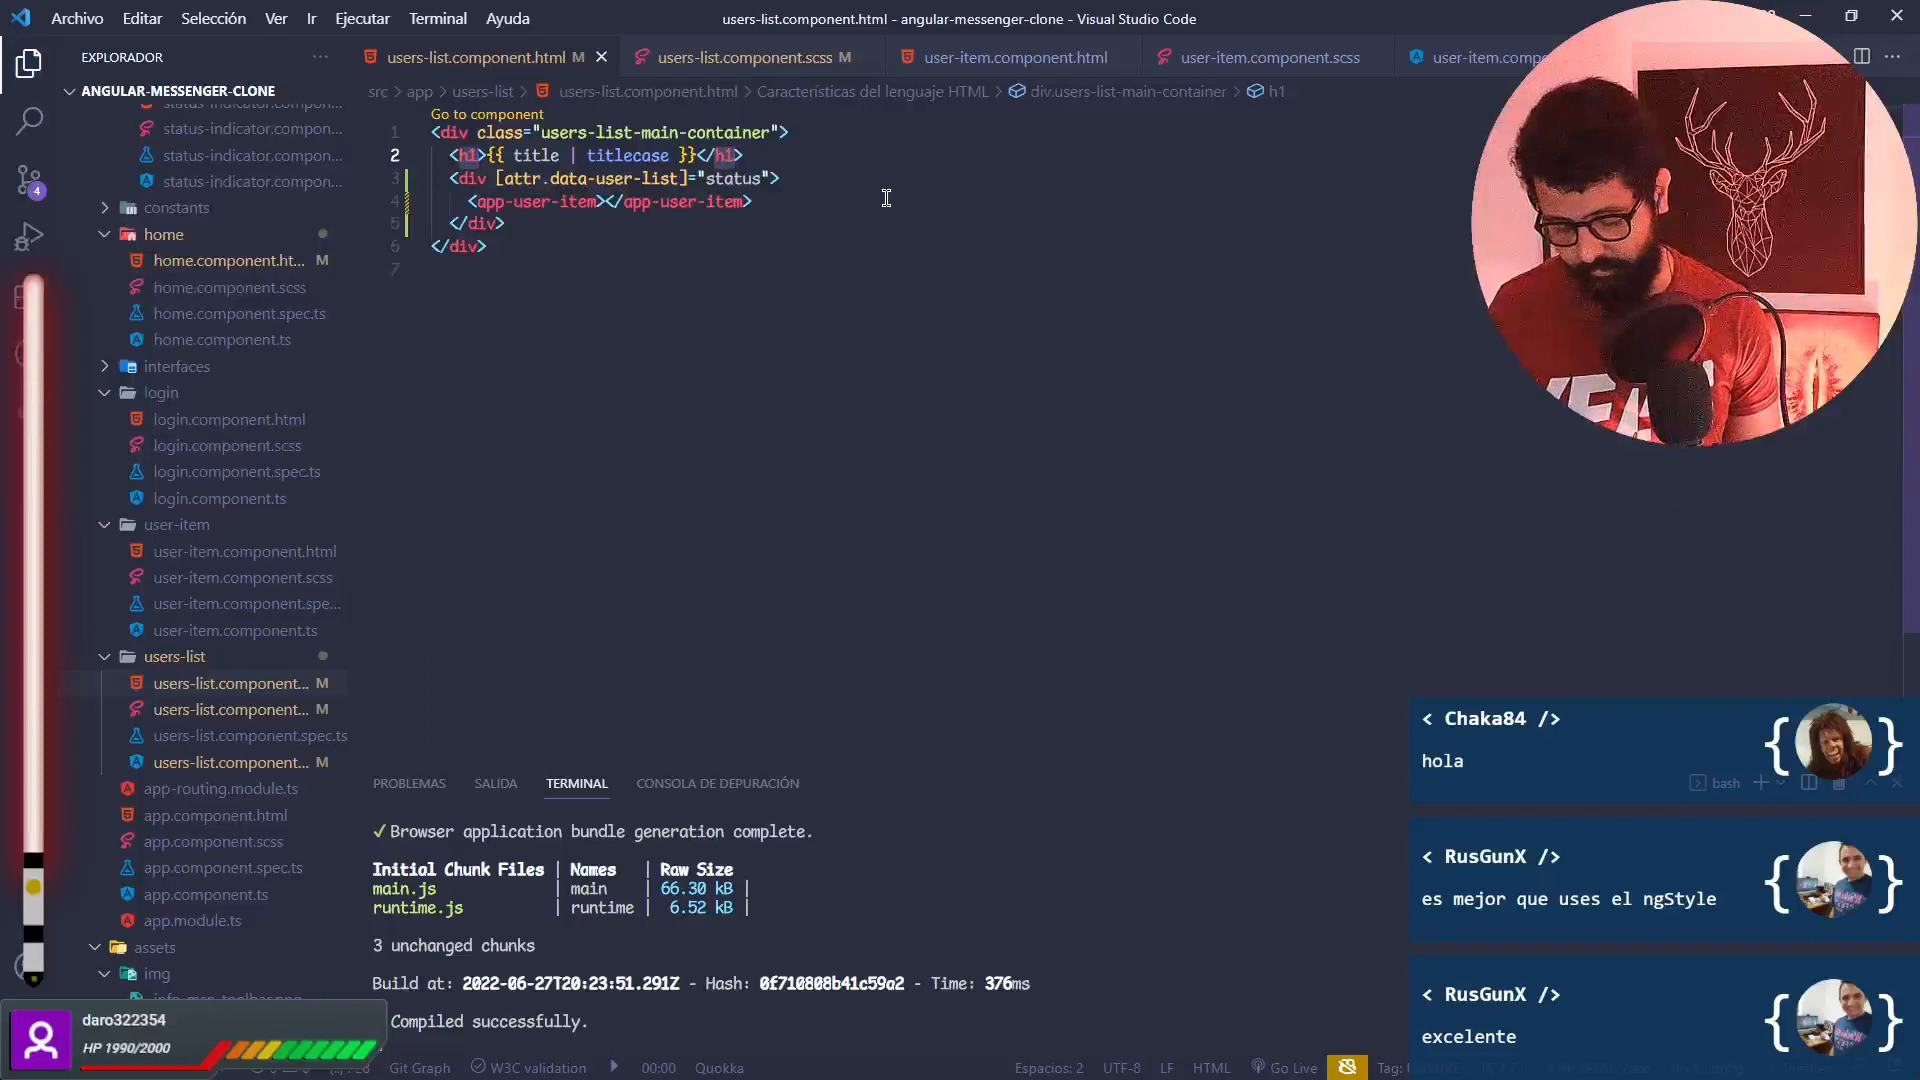 Archivo Editar Selección Ver Ir Ejecutar Terminal Ayuda
users-list.component.html - angular-messenger-clone - Visual Studio Code
EXPLORADOR
users-list.component.html M
users-list.component.scss M
user-item.component.html
user-item.component.scss
user-item.compo
ANGULAR-MESSENGER-CLONE
src > app > users-list > users-list.component.html > Características del lenguaje HTML > div.users-list-main-container > h1
status-indicator.compon...
status-indicator.compon...
status-indicator.compon...
constants
home
home.component.ht... M
home.component.scss
home.component.spec.ts
home.component.ts
interfaces
login
login.component.html
login.component.scss
login.component.spec.ts
login.component.ts
user-item
user-item.component.html
user-item.component.scss
user-item.component.spe...
user-item.component.ts
users-list
users-list.component... M
users-list.component... M
users-list.component.spec.ts
users-list.component... M
app-routing.module.ts
app.component.html
app.component.scss
app.component.spec.ts
app.component.ts
app.module.ts
assets
img
4
Go to component
1 <div class="users-list-main-container">
2 <h1>{{ title | titlecase }}</h1>
3 <div [attr.data-user-list]="status">
4 <app-user-item></app-user-item>
5 </div>
6 </div>
7
PROBLEMAS SALIDA TERMINAL CONSOLA DE DEPURACIÓN
bash
✓ Browser application bundle generation complete.
Initial Chunk Files | Names | Raw Size
main.js | main | 66.30 kB |
runtime.js | runtime | 6.52 kB |
3 unchanged chunks
Build at: 2022-06-27T20:23:51.291Z - Hash: 0f710808b41c59a2 - Time: 376ms
Compiled successfully.
< Chaka84 />
hola
< RusGunX />
es mejor que uses el ngStyle
< RusGunX />
excelente
daro322354
HP 1990/2000
Git Graph W3C validation 00:00 Quokka
Espacios: 2 UTF-8 LF HTML Go Live Tag: